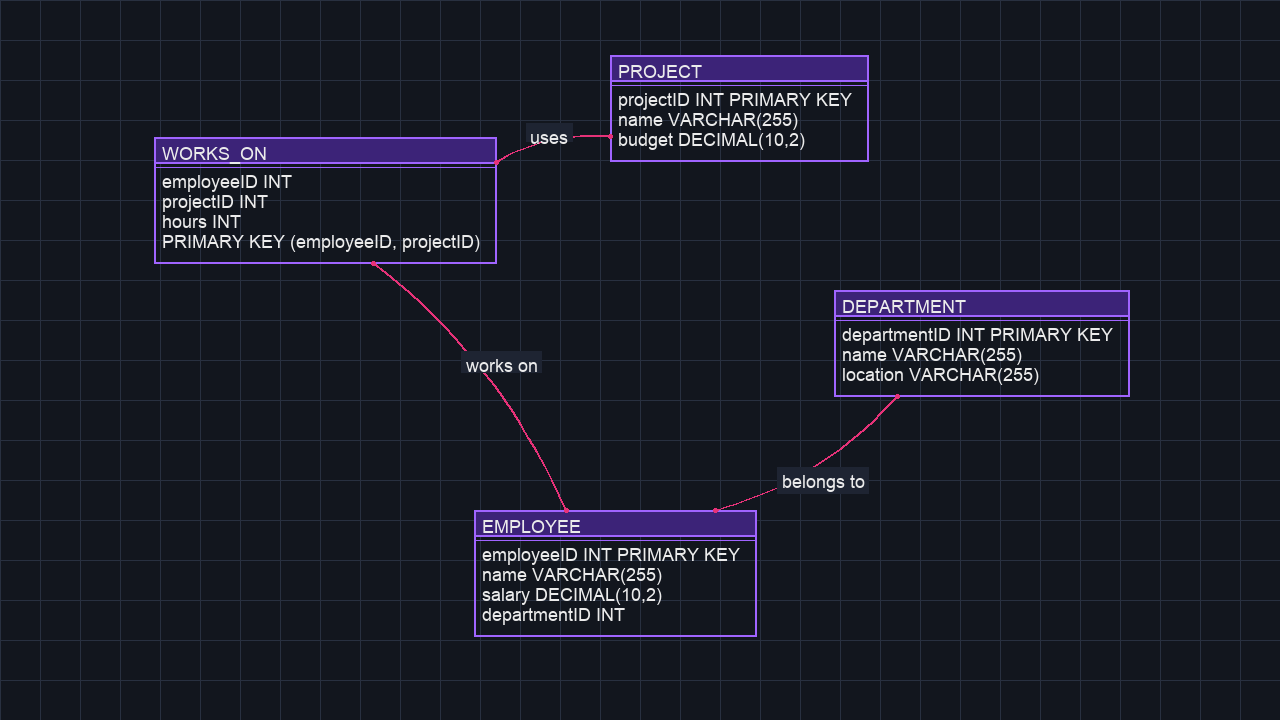 PROJECT
projectID INT PRIMARY KEY
name VARCHAR(255)
budget DECIMAL(10,2)
uses
WORKS_ON
employeeID INT
projectID INT
hours INT
PRIMARY KEY (employeeID, projectID)
works on
DEPARTMENT
departmentID INT PRIMARY KEY
name VARCHAR(255)
location VARCHAR(255)
belongs to
EMPLOYEE
employeeID INT PRIMARY KEY
name VARCHAR(255)
salary DECIMAL(10,2)
departmentID INT